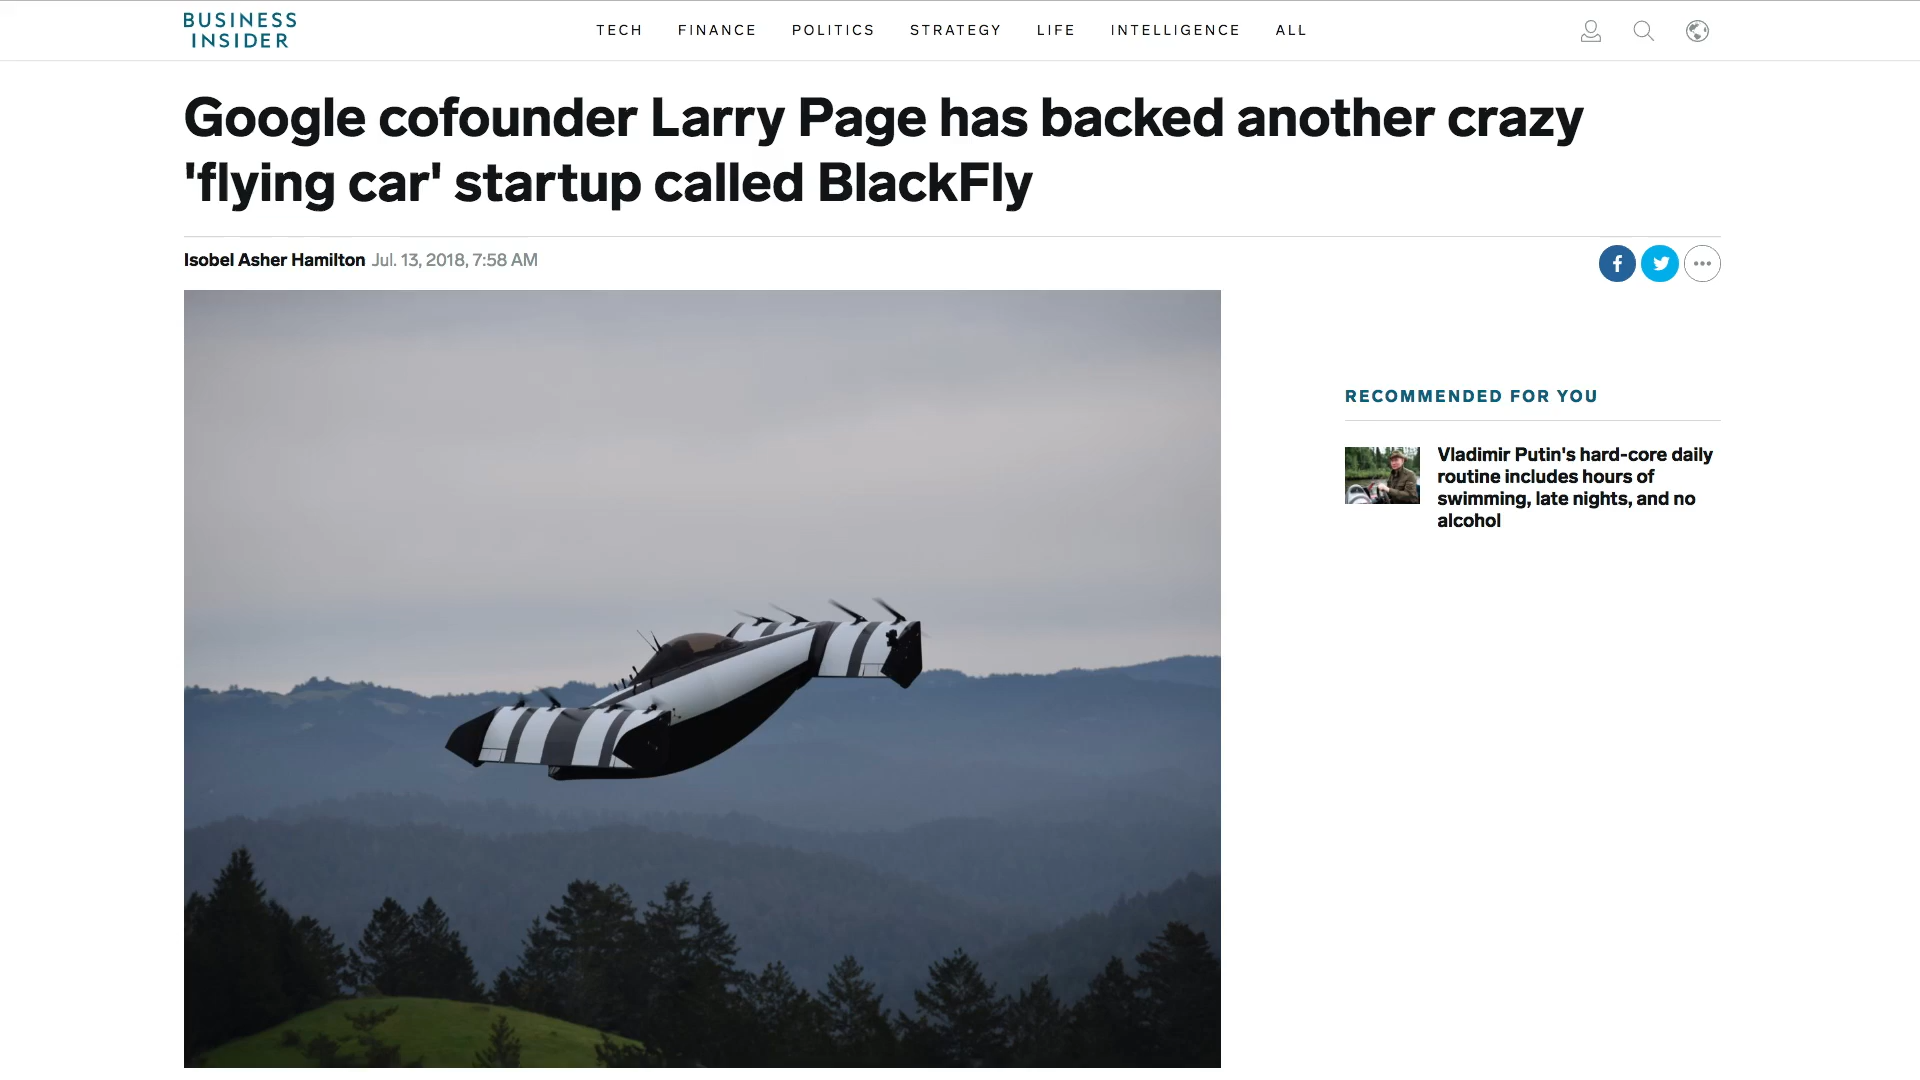 BUSINESS
INSIDER
TECH FINANCE POLITICS STRATEGY LIFE INTELLIGENCE ALL
Google cofounder Larry Page has backed another crazy
'flying car' startup called BlackFly
Isobel Asher Hamilton Jul. 13, 2018, 7:58 AM
RECOMMENDED FOR YOU
Vladimir Putin's hard-core daily
routine includes hours of
swimming, late nights, and no
alcohol